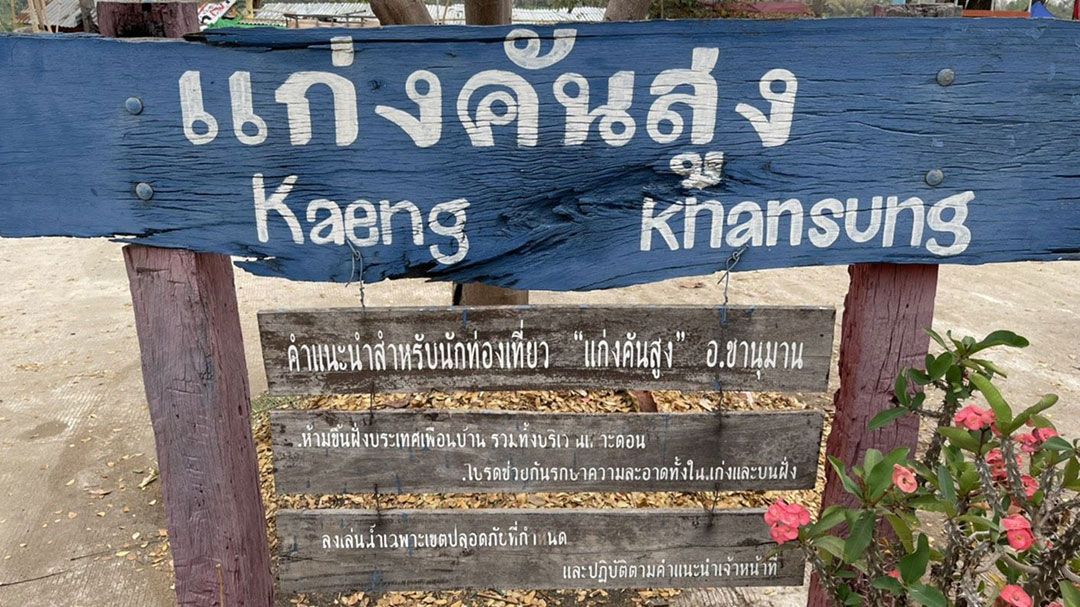 แก่งคันสูง
Kaeng Khansung
คำแนะนำสำหรับนักท่องเที่ยว "แก่งคันสูง" อ.ชานุมาน
.ห้ามขึ้นฝั่งประเทศเพื่อนบ้าน รวมทั้ง
.โปรดช่วยกันรักษาความสะอาดทั้งใน.แก่งและบนฝั่ง
ลงเล่นน้ำเฉพาะเขตปลอดภัยที่กำหนด
และปฏิบัติตามคำแนะนำเจ้าหน้าที่